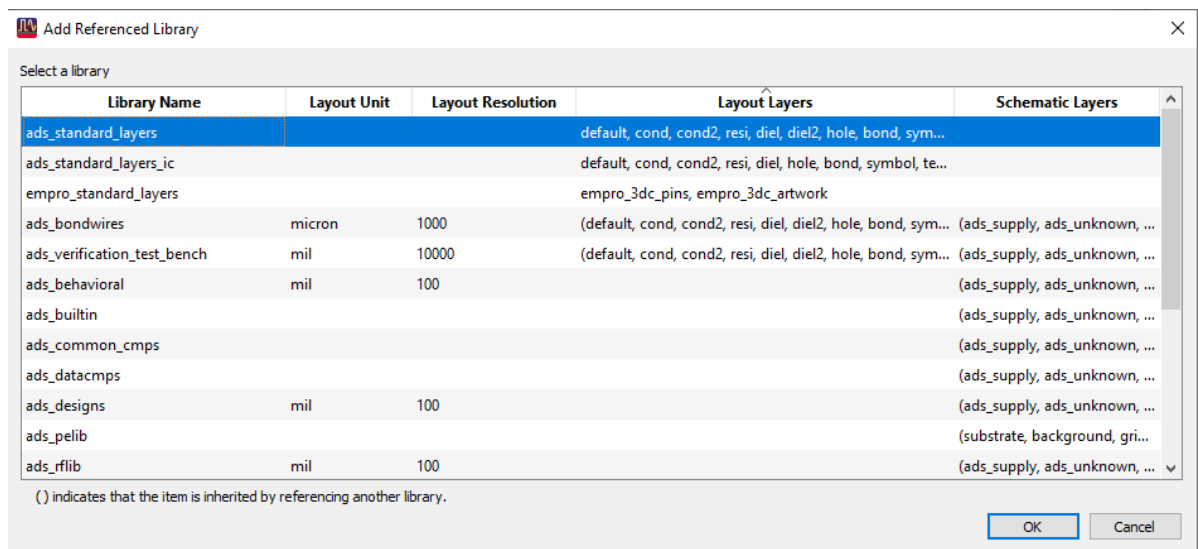 Add Referenced Library
Select a library
Library Name Layout Unit Layout Resolution Layout Layers Schematic Layers
ads_standard_layers default, cond, cond2, resi, diel, diel2, hole, bond, sym...
ads_standard_layers_ic default, cond, cond2, resi, diel, hole, bond, symbol, te...
empro_standard_layers empro_3dc_pins, empro_3dc_artwork
ads_bondwires micron 1000 (default, cond, cond2, resi, diel, diel2, hole, bond, sym... (ads_supply, ads_unknown, ...
ads_verification_test_bench mil 10000 (default, cond, cond2, resi, diel, diel2, hole, bond, sym... (ads_supply, ads_unknown, ...
ads_behavioral mil 100 (ads_supply, ads_unknown, ...
ads_builtin (ads_supply, ads_unknown, ...
ads_common_cmps (ads_supply, ads_unknown, ...
ads_datacmps (ads_supply, ads_unknown, ...
ads_designs mil 100 (ads_supply, ads_unknown, ...
ads_pelib (substrate, background, gri...
ads_rflib mil 100 (ads_supply, ads_unknown, ...
() indicates that the item is inherited by referencing another library.
OK Cancel